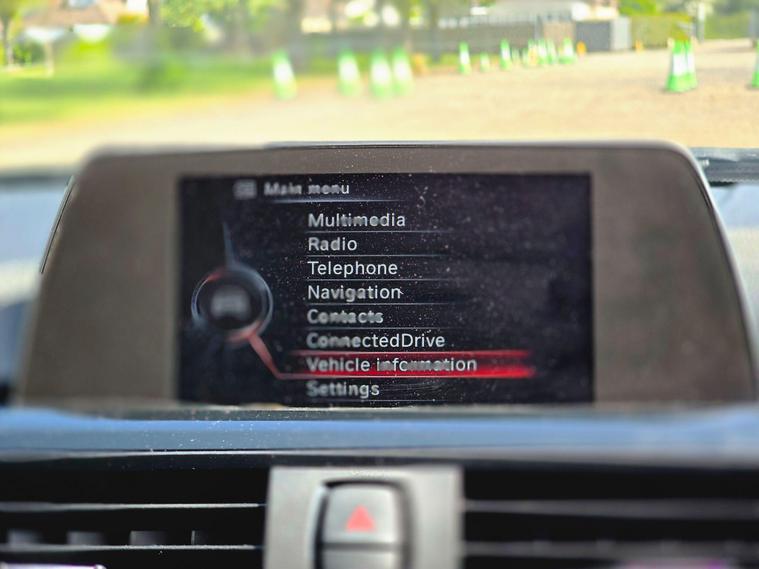 Main menu
Multimedia
Radio
Telephone
Navigation
Contacts
ConnectedDrive
Vehicle information
Settings